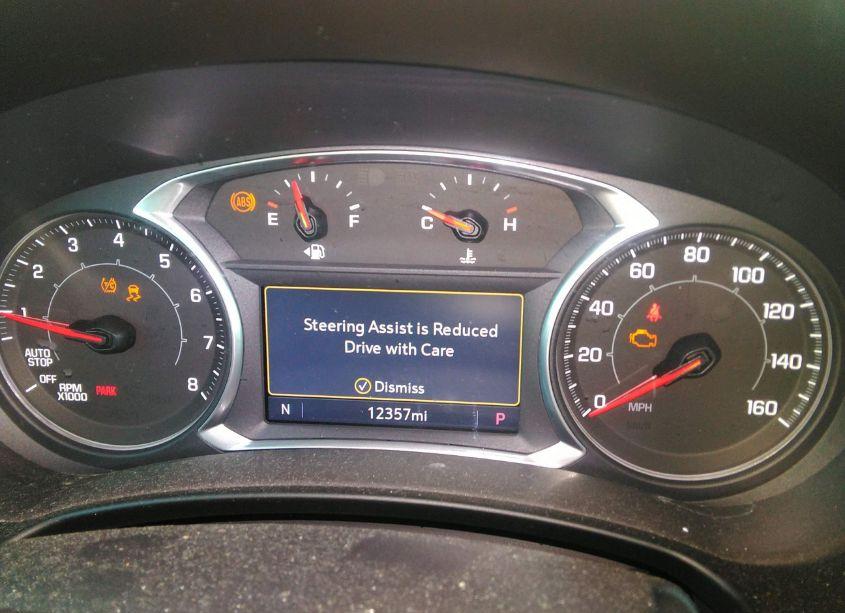 ABS
E F
C H
1 2 3 4 5 6 7 8
AUTO
STOP
OFF
RPM
X1000
PARK
Steering Assist is Reduced
Drive with Care
Dismiss
N 12357mi P
0 20 40 60 80 100 120 140 160
MPH